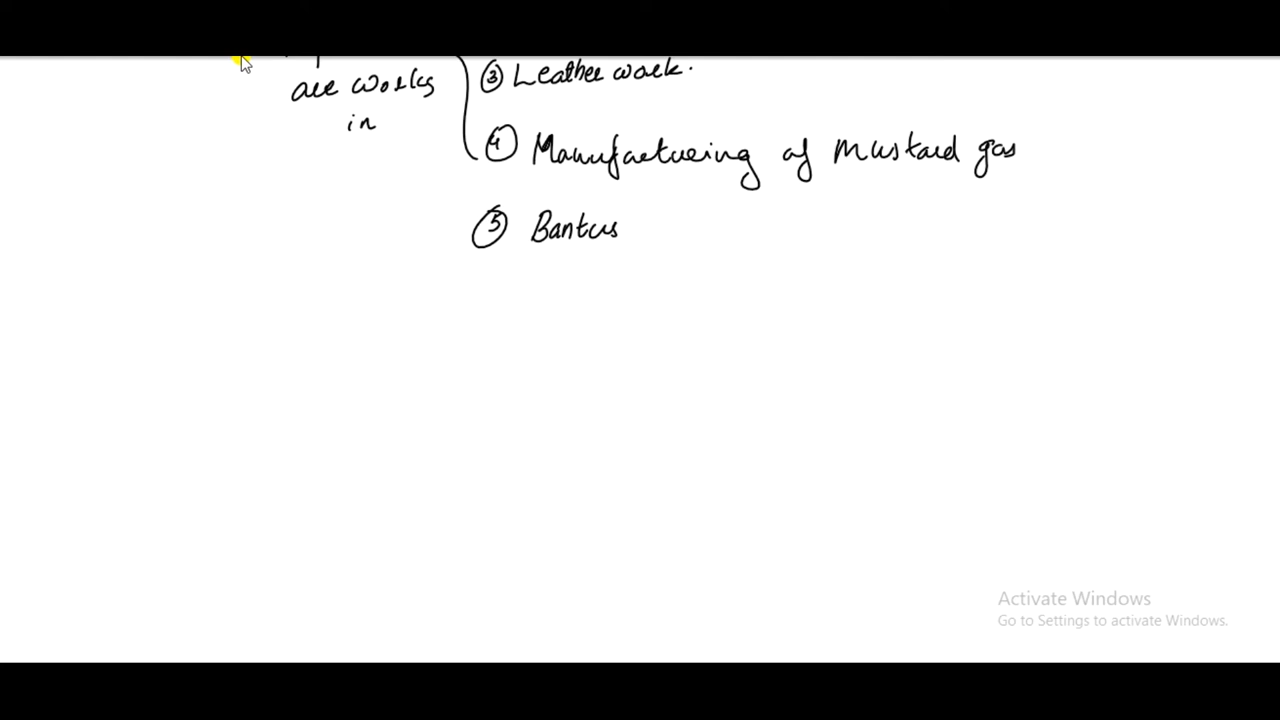 ③ Leather work.
are works
in
④ Manufacturing of Mustard gas
⑤ Bantus
Activate Windows
Go to Settings to activate Windows.